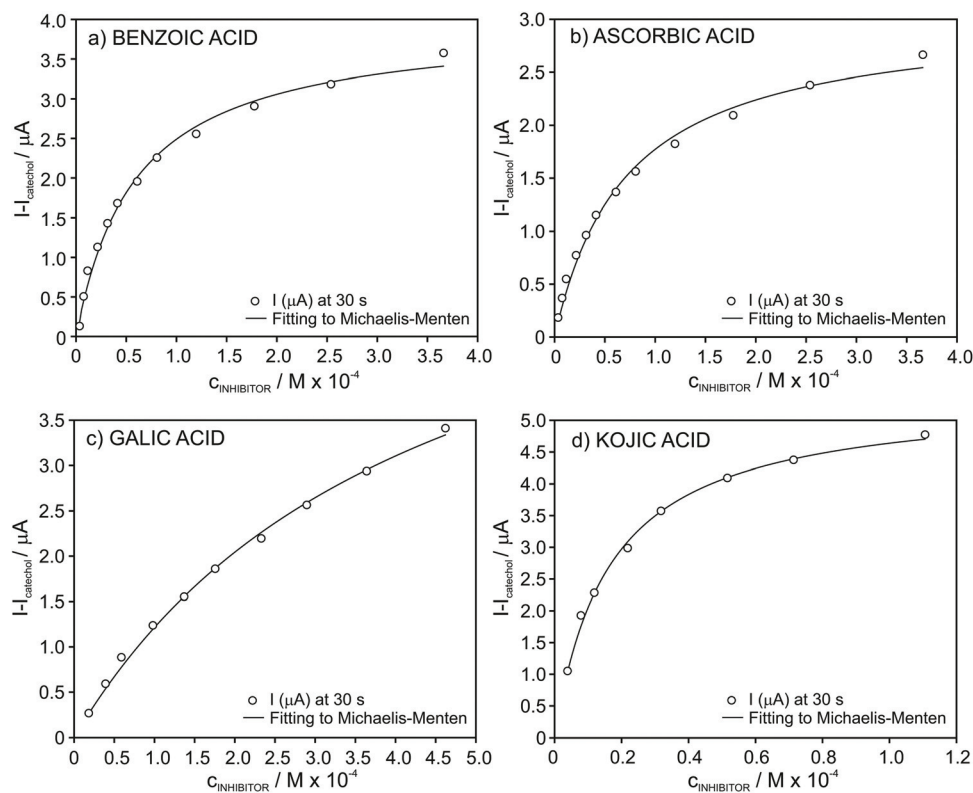 a) BENZOIC ACID
I-Icatechol / μA
4.0
3.5
3.0
2.5
2.0
1.5
1.0
0.5
0
I (μA) at 30 s
Fitting to Michaelis-Menten
0 0.5 1.0 1.5 2.0 2.5 3.0 3.5 4.0
cINHIBITOR / M x 10-4
b) ASCORBIC ACID
I-Icatechol / μA
3.0
2.5
2.0
1.5
1.0
0.5
0
I (μA) at 30 s
Fitting to Michaelis-Menten
0 0.5 1.0 1.5 2.0 2.5 3.0 3.5 4.0
cINHIBITOR / M x 10-4
c) GALIC ACID
I-Icatechol / μA
3.5
3.0
2.5
2.0
1.5
1.0
0.5
0
I (μA) at 30 s
Fitting to Michaelis-Menten
0 0.5 1.0 1.5 2.0 2.5 3.0 3.5 4.0 4.5 5.0
cINHIBITOR / M x 10-4
d) KOJIC ACID
I-Icatechol / μA
5.0
4.5
4.0
3.5
3.0
2.5
2.0
1.5
1.0
0.5
0
I (μA) at 30 s
Fitting to Michaelis-Menten
0 0.2 0.4 0.6 0.8 1.0 1.2
cINHIBITOR / M x 10-4